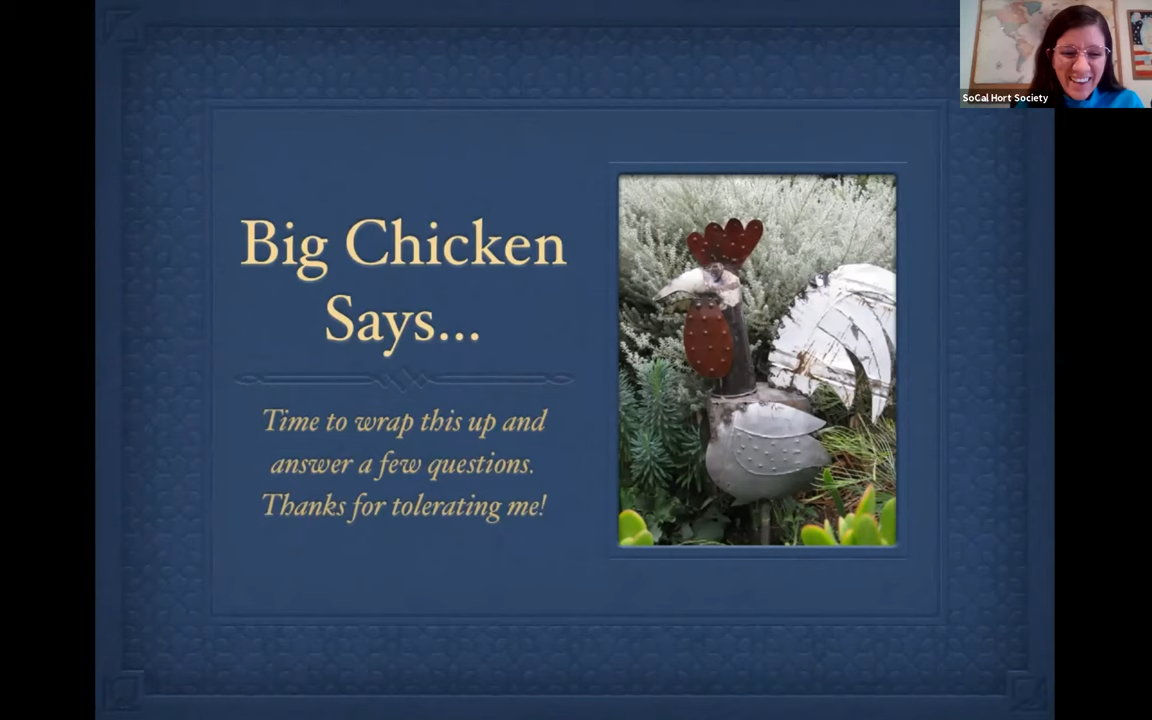 SoCal Hort Society
Big Chicken
Says...
Time to wrap this up and
answer a few questions.
Thanks for tolerating me!